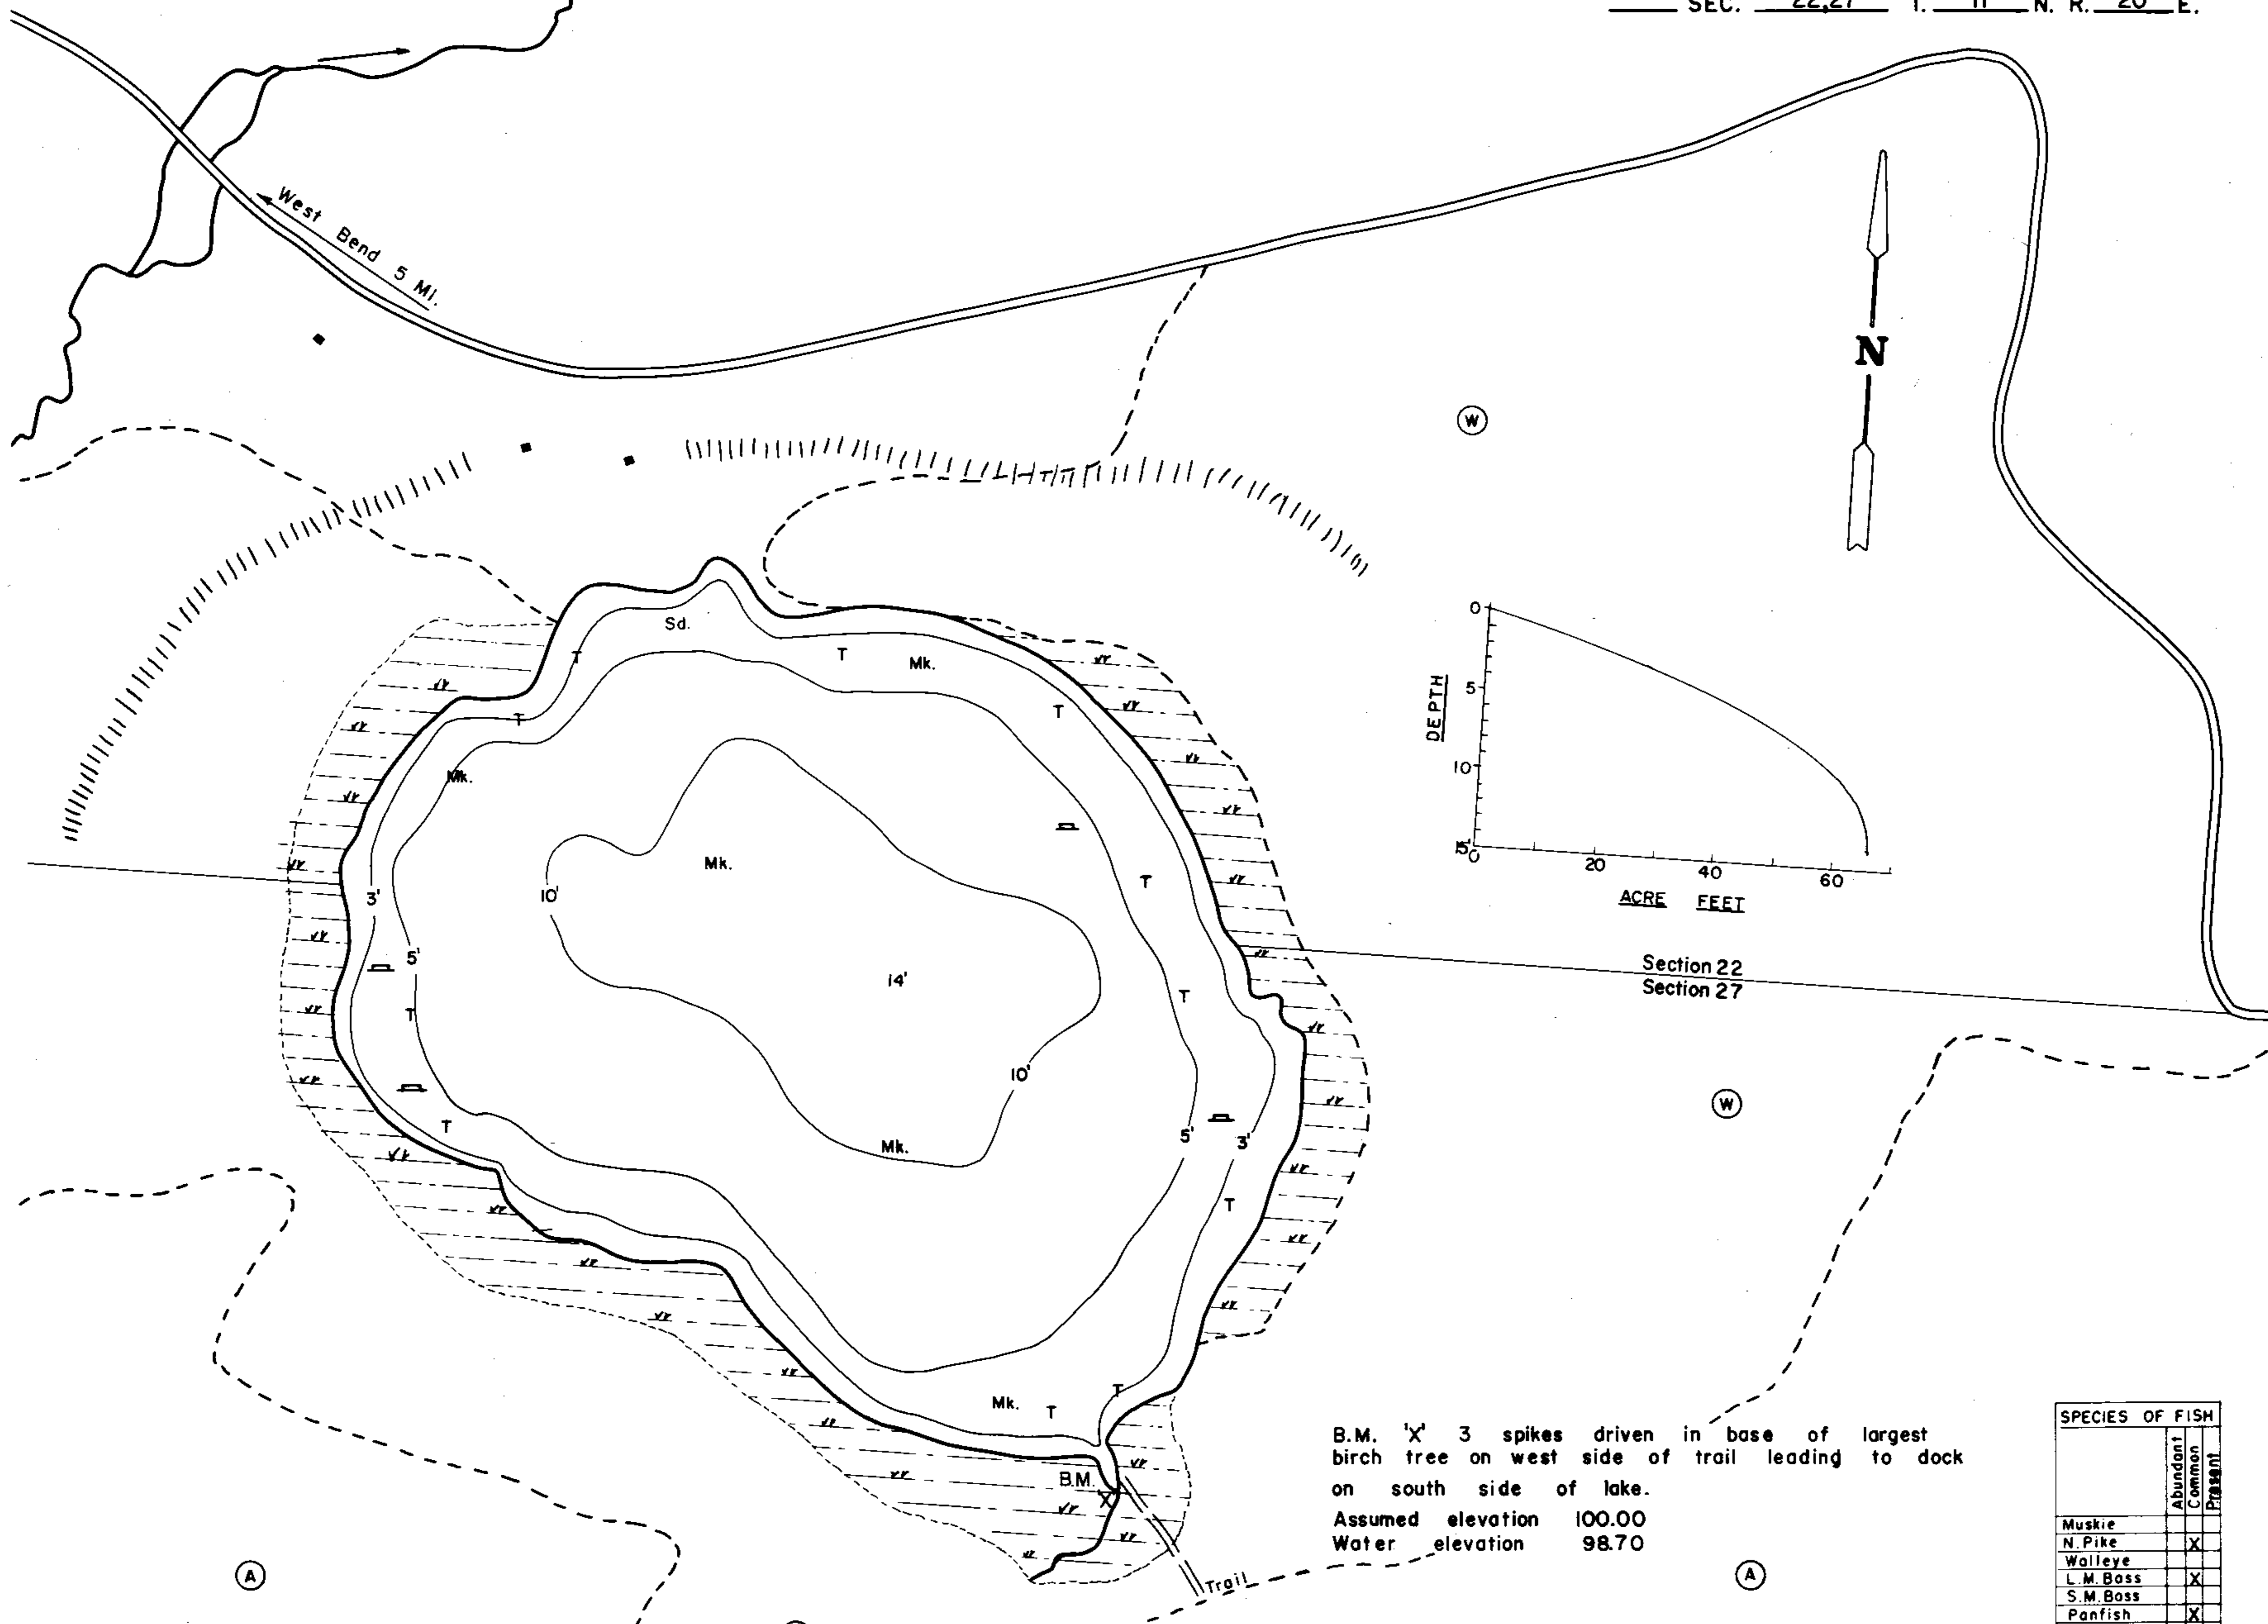 SEC. 22,27 T. 11 N. R. 20 E.
West Bend 5 MI.
N
W
Sd.
T
T
Mk.
T
T
Mk.
Mk.
T
3'
10'
5'
14'
T
T
10'
Mk.
T
5'
3'
T
Mk.
T
T
B.M.
X
Trail
0
5
10
15
DEPTH
0
20
40
60
ACRE FEET
Section 22
Section 27
W
B.M. 'X' 3 spikes driven in base of largest
birch tree on west side of trail leading to dock
on south side of lake.
Assumed elevation 100.00
Water elevation 98.70
A
A
SPECIES OF FISH
Abundant
Common
Present
Muskie
N. Pike X
Walleye
L.M. Bass X
S.M. Bass
Panfish X